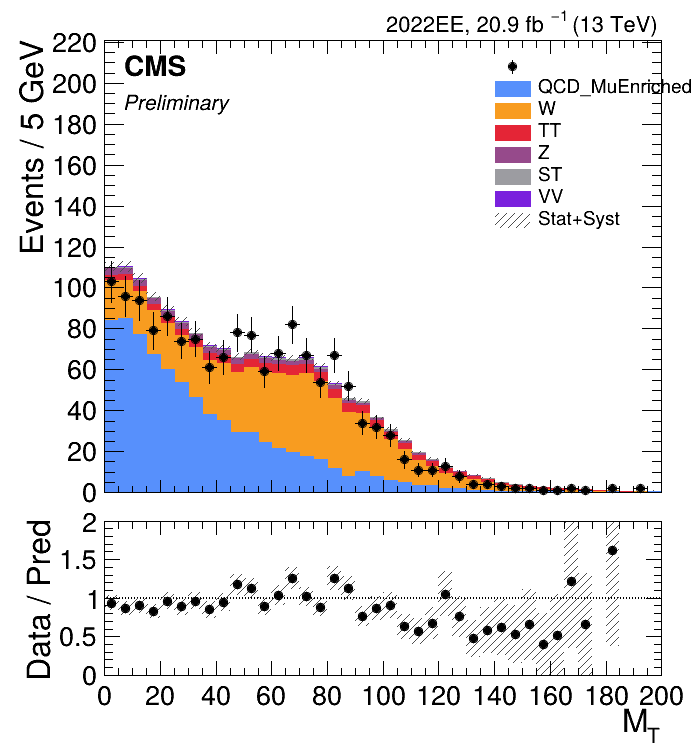 2022EE, 20.9 fb⁻¹ (13 TeV)
CMS
Preliminary
QCD_MuEnriched
W
TT
Z
ST
VV
Stat+Syst
Events / 5 GeV
220
200
180
160
140
120
100
80
60
40
20
0
Data / Pred
2
1.5
1
0.5
0
0 20 40 60 80 100 120 140 160 180 200
M_T